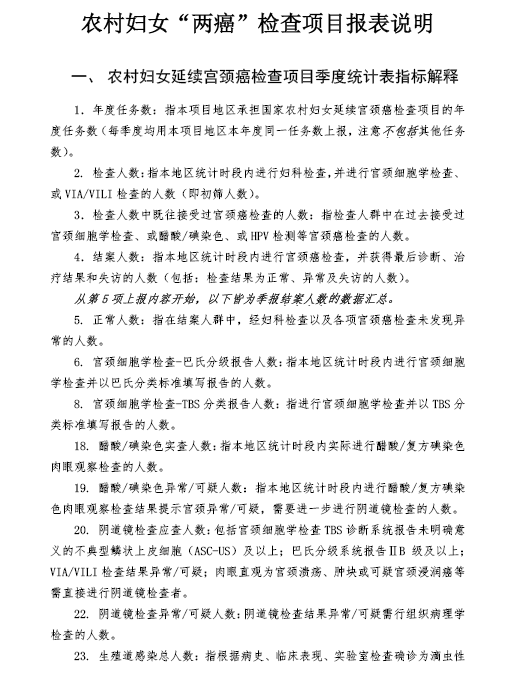 农村妇女“两癌”检查项目报表说明
一、 农村妇女延续宫颈癌检查项目季度统计表指标解释
1. 年度任务数：指本项目地区承担国家农村妇女延续宫颈癌检查项目的年
度任务数（每季度均用本项目地区本年度同一任务数上报，注意不包括其他任务
数）。
2. 检查人数：指本地区统计时段内进行妇科检查，并进行宫颈细胞学检查、
或 VIA/VILI 检查的人数（即初筛人数）。
3. 检查人数中既往接受过宫颈癌检查的人数：指检查人群中在过去接受过
宫颈细胞学检查、或醋酸/碘染色、或 HPV 检测等宫颈癌检查的人数。
4. 结案人数：指本地区统计时段内进行宫颈癌检查，并获得最后诊断、治
疗结果和失访的人数（包括：检查结果为正常、异常及失访的人数）。
从第 5 项上报内容开始，以下皆为季报结案人数的数据汇总。
5. 正常人数：指在结案人群中，经妇科检查以及各项宫颈癌检查未发现异
常的人数。
6. 宫颈细胞学检查-巴氏分级报告人数：指本地区统计时段内进行宫颈细胞
学检查并以巴氏分类标准填写报告的人数。
8. 宫颈细胞学检查-TBS 分类报告人数：指进行宫颈细胞学检查并以 TBS 分
类标准填写报告的人数。
18. 醋酸/碘染色实查人数：指本地区统计时段内实际进行醋酸/复方碘染色
肉眼观察检查的人数。
19. 醋酸/碘染色异常/可疑人数：指本地区统计时段内进行醋酸/复方碘染
色肉眼观察检查结果提示宫颈异常/可疑，需要进一步进行阴道镜检查的人数。
20. 阴道镜检查应查人数：包括宫颈细胞学检查 TBS 诊断系统报告未明确意
义的不典型鳞状上皮细胞（ASC-US）及以上；巴氏分级系统报告ⅡB 级及以上；
VIA/VILI 检查结果异常/可疑；肉眼直观为宫颈溃疡、肿块或可疑宫颈浸润癌等
需直接进行阴道镜检查者。
22. 阴道镜检查异常/可疑人数：阴道镜检查结果异常/可疑需行组织病理学
检查的人数。
23. 生殖道感染总人数：指根据病史、临床表现、实验室检查确诊为滴虫性